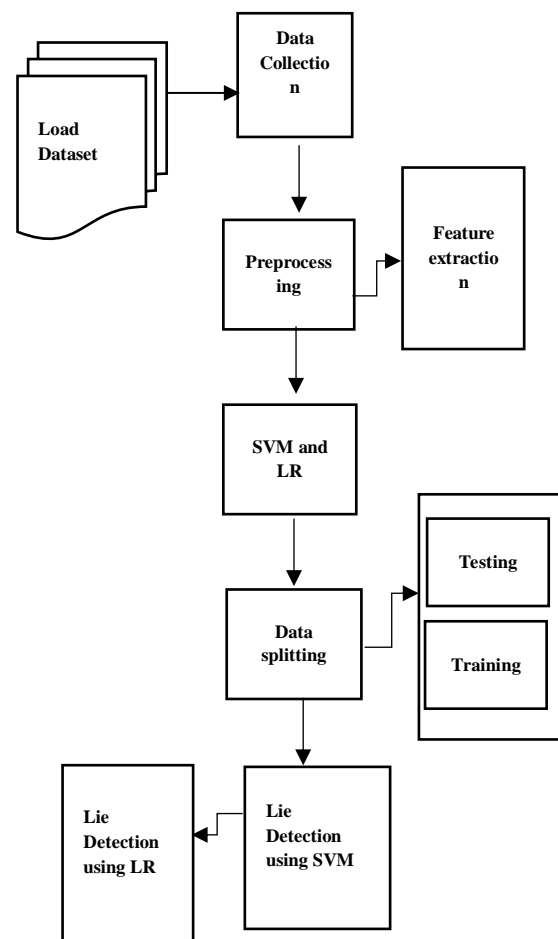 Data
Collectio
n
Load
Dataset
Preprocess
ing
Feature
extractio
n
SVM and
LR
Testing
Data
splitting
Training
Lie
Detection
using LR
Lie
Detection
using SVM